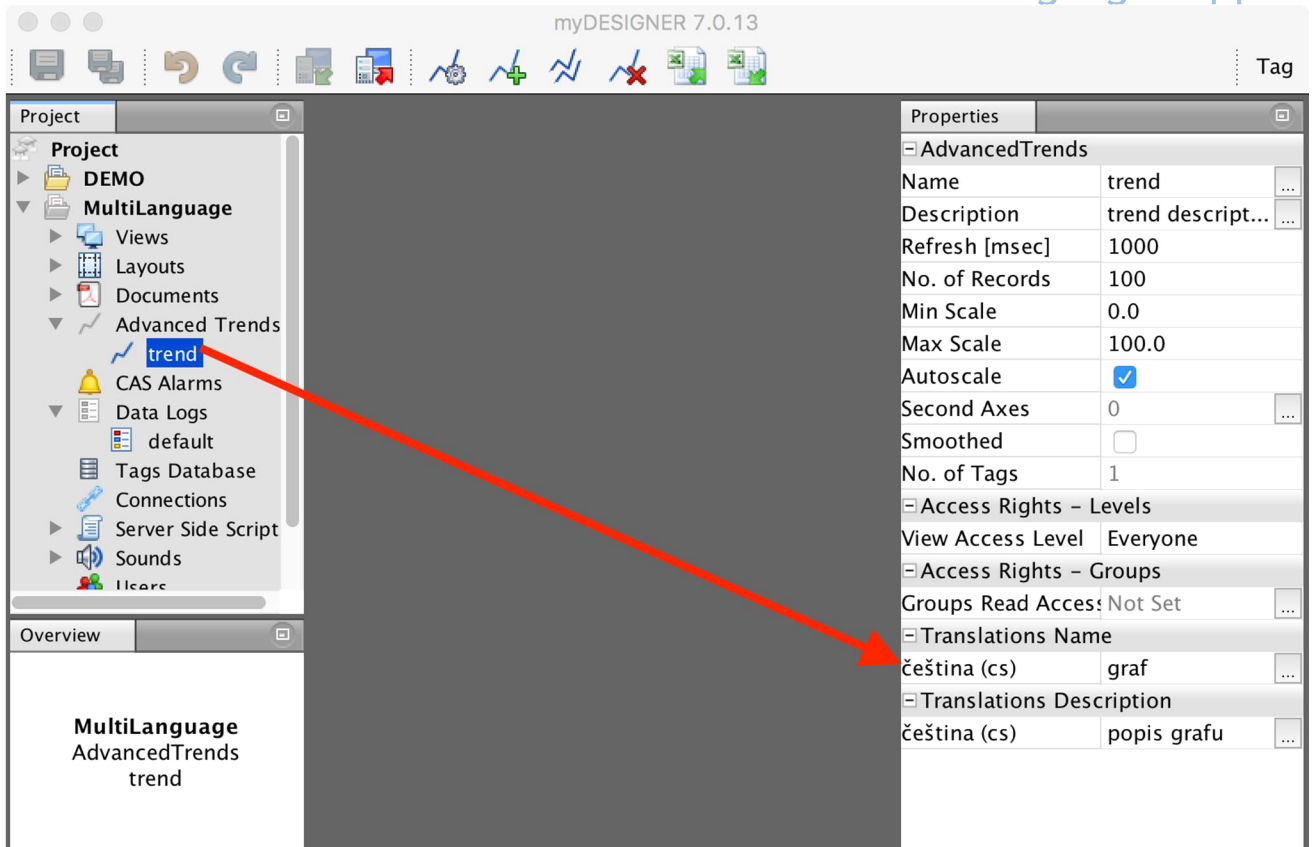 myDESIGNER 7.0.13
Tag
Project
Project
DEMO
MultiLanguage
Views
Layouts
Documents
Advanced Trends
trend
CAS Alarms
Data Logs
default
Tags Database
Connections
Server Side Script
Sounds
Users
Overview
MultiLanguage
AdvancedTrends
trend
Properties
AdvancedTrends
Name trend ...
Description trend descript... ...
Refresh [msec] 1000
No. of Records 100
Min Scale 0.0
Max Scale 100.0
Autoscale
Second Axes 0 ...
Smoothed
No. of Tags 1
Access Rights – Levels
View Access Level Everyone
Access Rights – Groups
Groups Read Access Not Set ...
Translations Name
čeština (cs) graf ...
Translations Description
čeština (cs) popis grafu ...